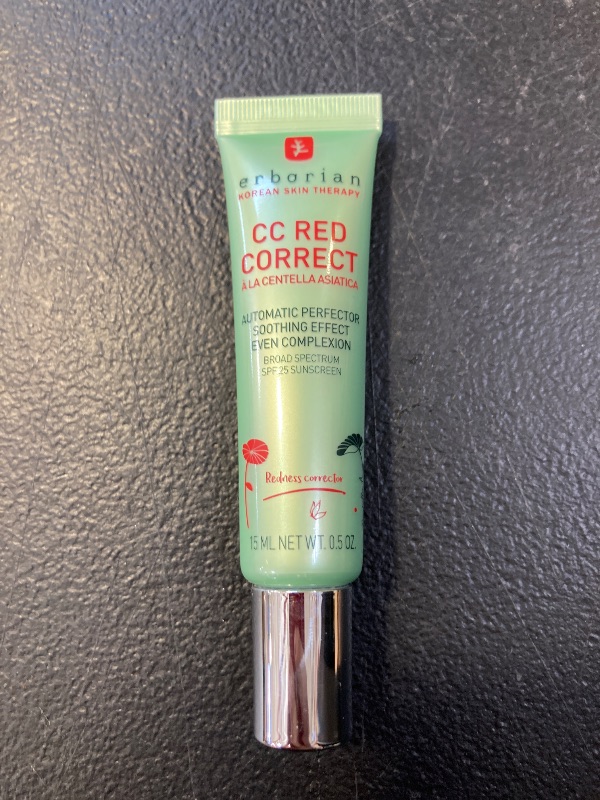 erborian
KOREAN SKIN THERAPY
CC RED
CORRECT
À LA CENTELLA ASIATICA
AUTOMATIC PERFECTOR
SOOTHING EFFECT
EVEN COMPLEXION
BROAD SPECTRUM
SPF 25 SUNSCREEN
Redness corrector
15 ML NET WT. 0.5 OZ.